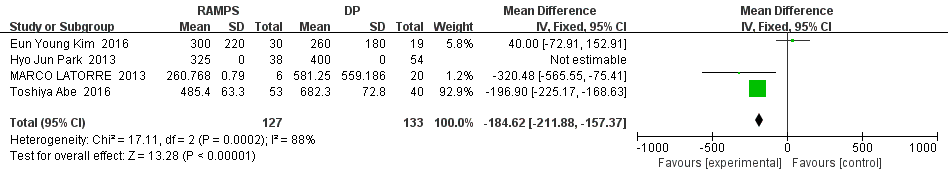 RAMPS DP Mean Difference Mean Difference
Study or Subgroup Mean SD Total Mean SD Total Weight IV, Fixed, 95% CI IV, Fixed, 95% CI
Eun Young Kim 2016 300 220 30 260 180 19 5.8% 40.00 [-72.91, 152.91]
Hyo Jun Park 2013 325 0 38 400 0 54 Not estimable
MARCO LATORRE 2013 260.768 0.79 6 581.25 559.186 20 1.2% -320.48 [-565.55, -75.41]
Toshiya Abe 2016 485.4 63.3 53 682.3 72.8 40 92.9% -196.90 [-225.17, -168.63]
Total (95% CI) 127 133 100.0% -184.62 [-211.88, -157.37]
Heterogeneity: Chi² = 17.11, df = 2 (P = 0.0002); I² = 88%
Test for overall effect: Z = 13.28 (P < 0.00001)
-1000 -500 0 500 1000
Favours [experimental] Favours [control]